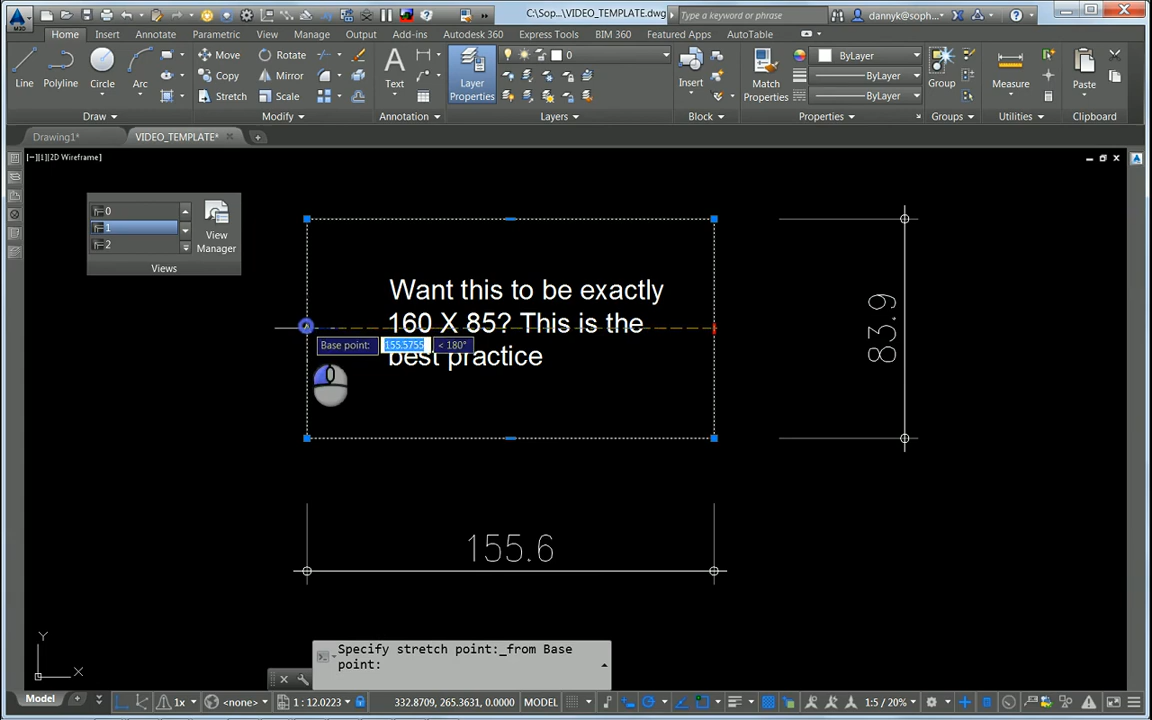 C:\Sop...\VIDEO_TEMPLATE.dwg
Type a keyword or phrase
dannyk@soph...
Home Insert Annotate Parametric View Manage Output Add-ins Autodesk 360 Express Tools BIM 360 Featured Apps AutoTable
Line Polyline Circle Arc
Move Rotate
Copy Mirror
Stretch Scale
Text
Layer Properties
0
Insert
Match Properties
ByLayer
ByLayer
ByLayer
Group
Measure
Paste
Draw Modify Annotation Layers Block Properties Groups Utilities Clipboard
Drawing1* VIDEO_TEMPLATE*
[−][1][2D Wireframe]
0
1
2
View Manager
Views
Want this to be exactly
160 X 85? This is the
best practice
Base point: 155.5755 < 180°
83.9
155.6
Y
X
Specify stretch point:_from Base
point:
Model 1x <none> 1 : 12.0223 332.8709, 265.3631, 0.0000 MODEL 1:5 / 20%